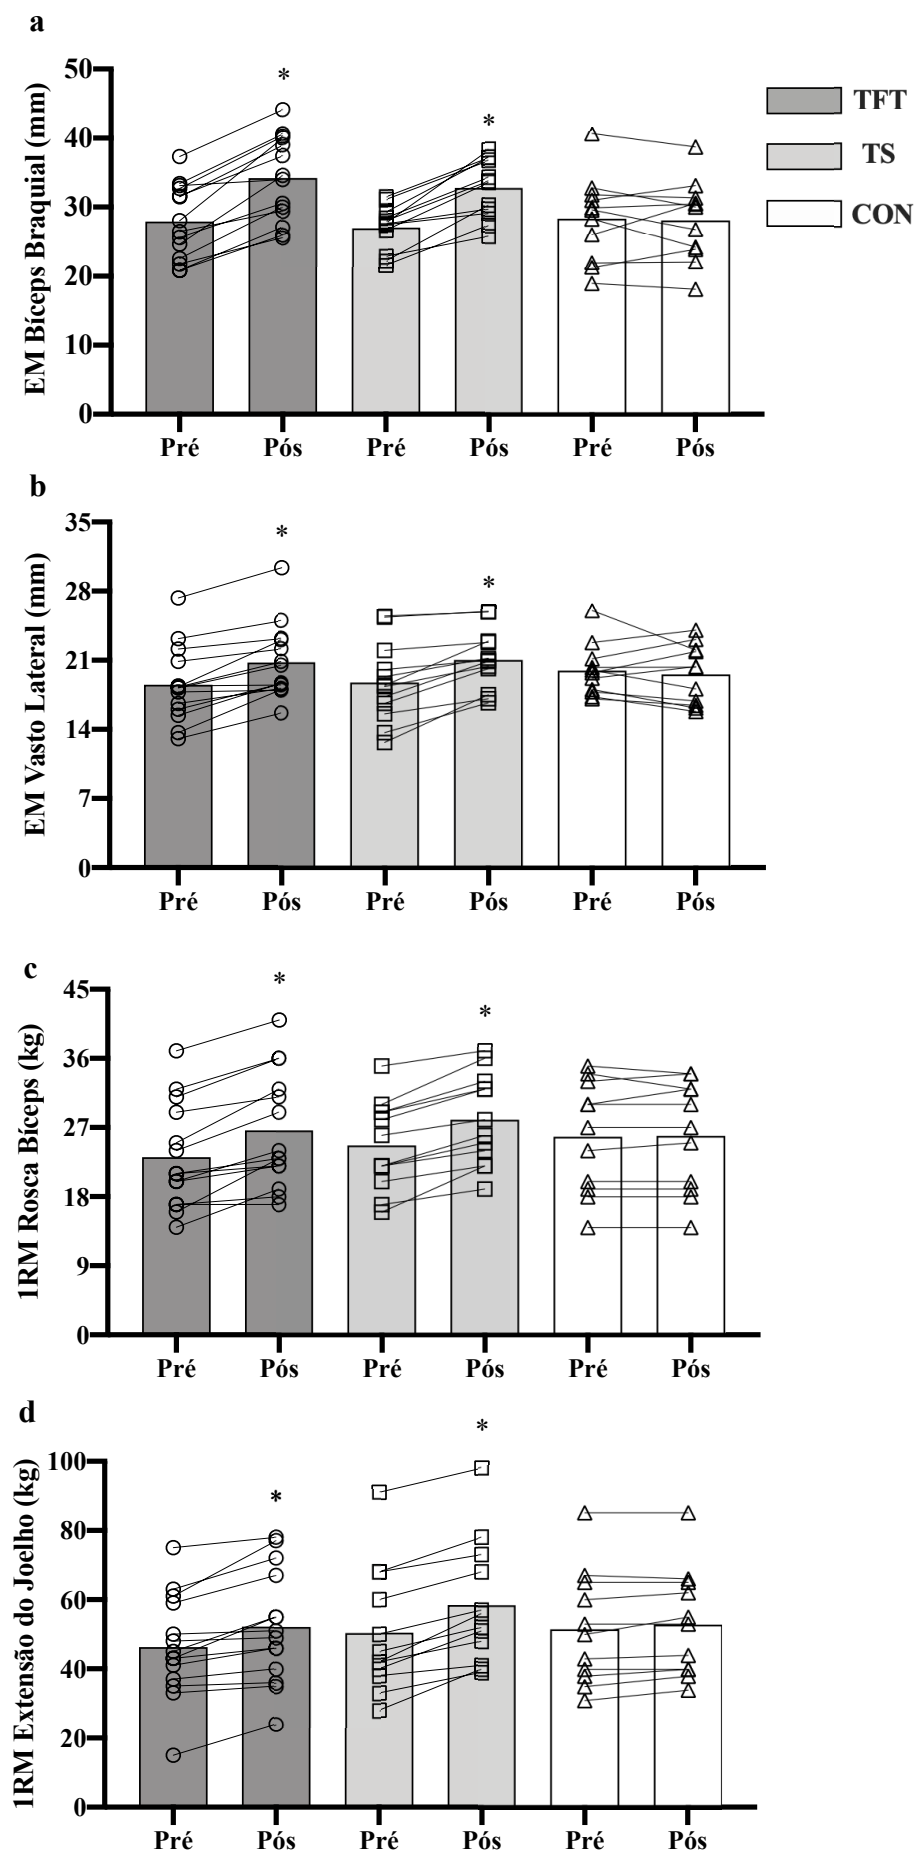 a
EM Bíceps Braquial (mm)
50
40
30
20
10
0
*
*
Pré
Pós
Pré
Pós
Pré
Pós
TFT
TS
CON
b
EM Vasto Lateral (mm)
35
28
21
14
7
0
*
*
Pré
Pós
Pré
Pós
Pré
Pós
c
1RM Rosca Bíceps (kg)
45
36
27
18
9
0
*
*
Pré
Pós
Pré
Pós
Pré
Pós
d
1RM Extensão do Joelho (kg)
100
80
60
40
20
0
*
*
Pré
Pós
Pré
Pós
Pré
Pós